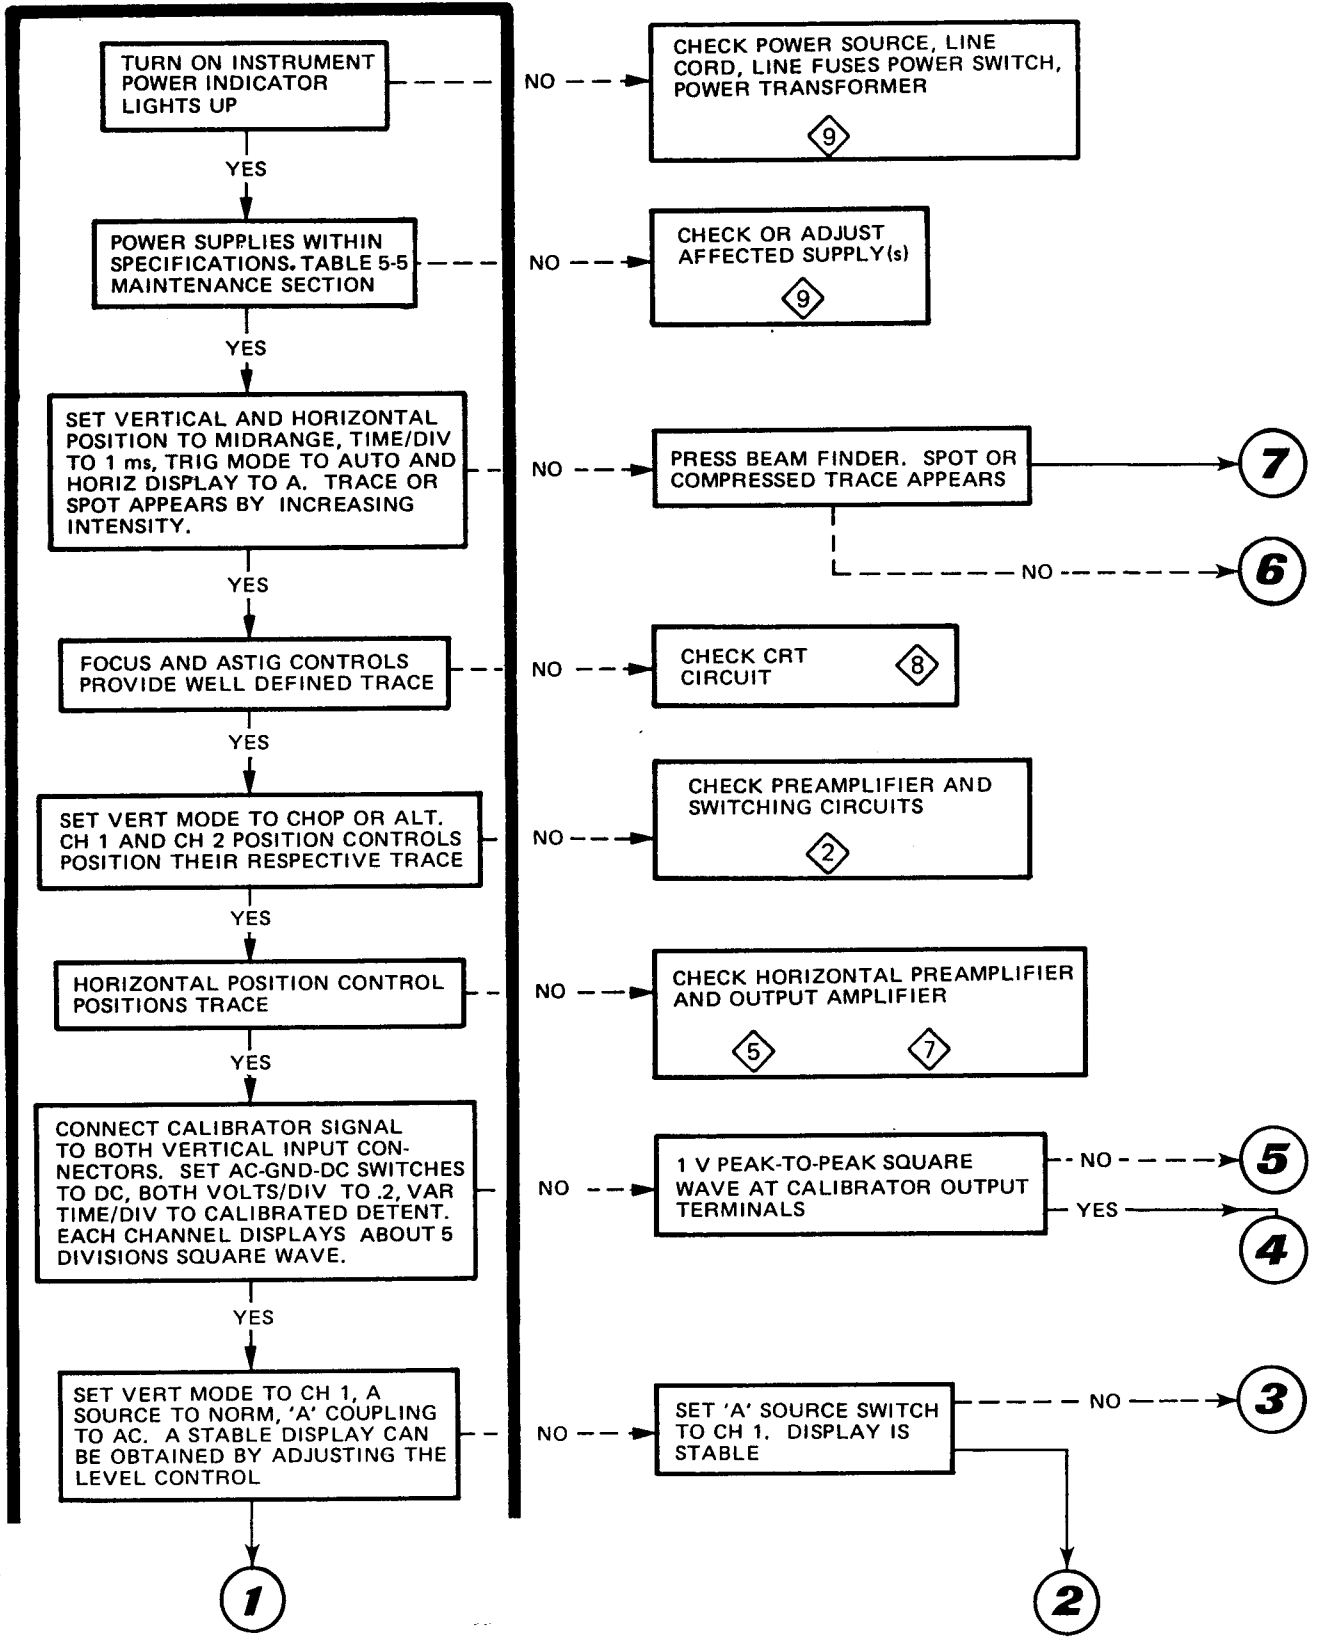 TURN ON INSTRUMENT
POWER INDICATOR
LIGHTS UP
NO
CHECK POWER SOURCE, LINE
CORD, LINE FUSES POWER SWITCH,
POWER TRANSFORMER
9
YES
POWER SUPPLIES WITHIN
SPECIFICATIONS. TABLE 5-5
MAINTENANCE SECTION
NO
CHECK OR ADJUST
AFFECTED SUPPLY(s)
9
YES
SET VERTICAL AND HORIZONTAL
POSITION TO MIDRANGE, TIME/DIV
TO 1 ms, TRIG MODE TO AUTO AND
HORIZ DISPLAY TO A. TRACE OR
SPOT APPEARS BY INCREASING
INTENSITY.
NO
PRESS BEAM FINDER. SPOT OR
COMPRESSED TRACE APPEARS
7
NO
6
YES
FOCUS AND ASTIG CONTROLS
PROVIDE WELL DEFINED TRACE
NO
CHECK CRT
CIRCUIT
8
YES
SET VERT MODE TO CHOP OR ALT.
CH 1 AND CH 2 POSITION CONTROLS
POSITION THEIR RESPECTIVE TRACE
NO
CHECK PREAMPLIFIER AND
SWITCHING CIRCUITS
2
YES
HORIZONTAL POSITION CONTROL
POSITIONS TRACE
NO
CHECK HORIZONTAL PREAMPLIFIER
AND OUTPUT AMPLIFIER
5 7
YES
CONNECT CALIBRATOR SIGNAL
TO BOTH VERTICAL INPUT CON-
NECTORS. SET AC-GND-DC SWITCHES
TO DC, BOTH VOLTS/DIV TO .2, VAR
TIME/DIV TO CALIBRATED DETENT.
EACH CHANNEL DISPLAYS ABOUT 5
DIVISIONS SQUARE WAVE.
NO
1 V PEAK-TO-PEAK SQUARE
WAVE AT CALIBRATOR OUTPUT
TERMINALS
NO
5
YES
4
YES
SET VERT MODE TO CH 1, A
SOURCE TO NORM, 'A' COUPLING
TO AC. A STABLE DISPLAY CAN
BE OBTAINED BY ADJUSTING THE
LEVEL CONTROL
NO
SET 'A' SOURCE SWITCH
TO CH 1. DISPLAY IS
STABLE
NO
3
1
2